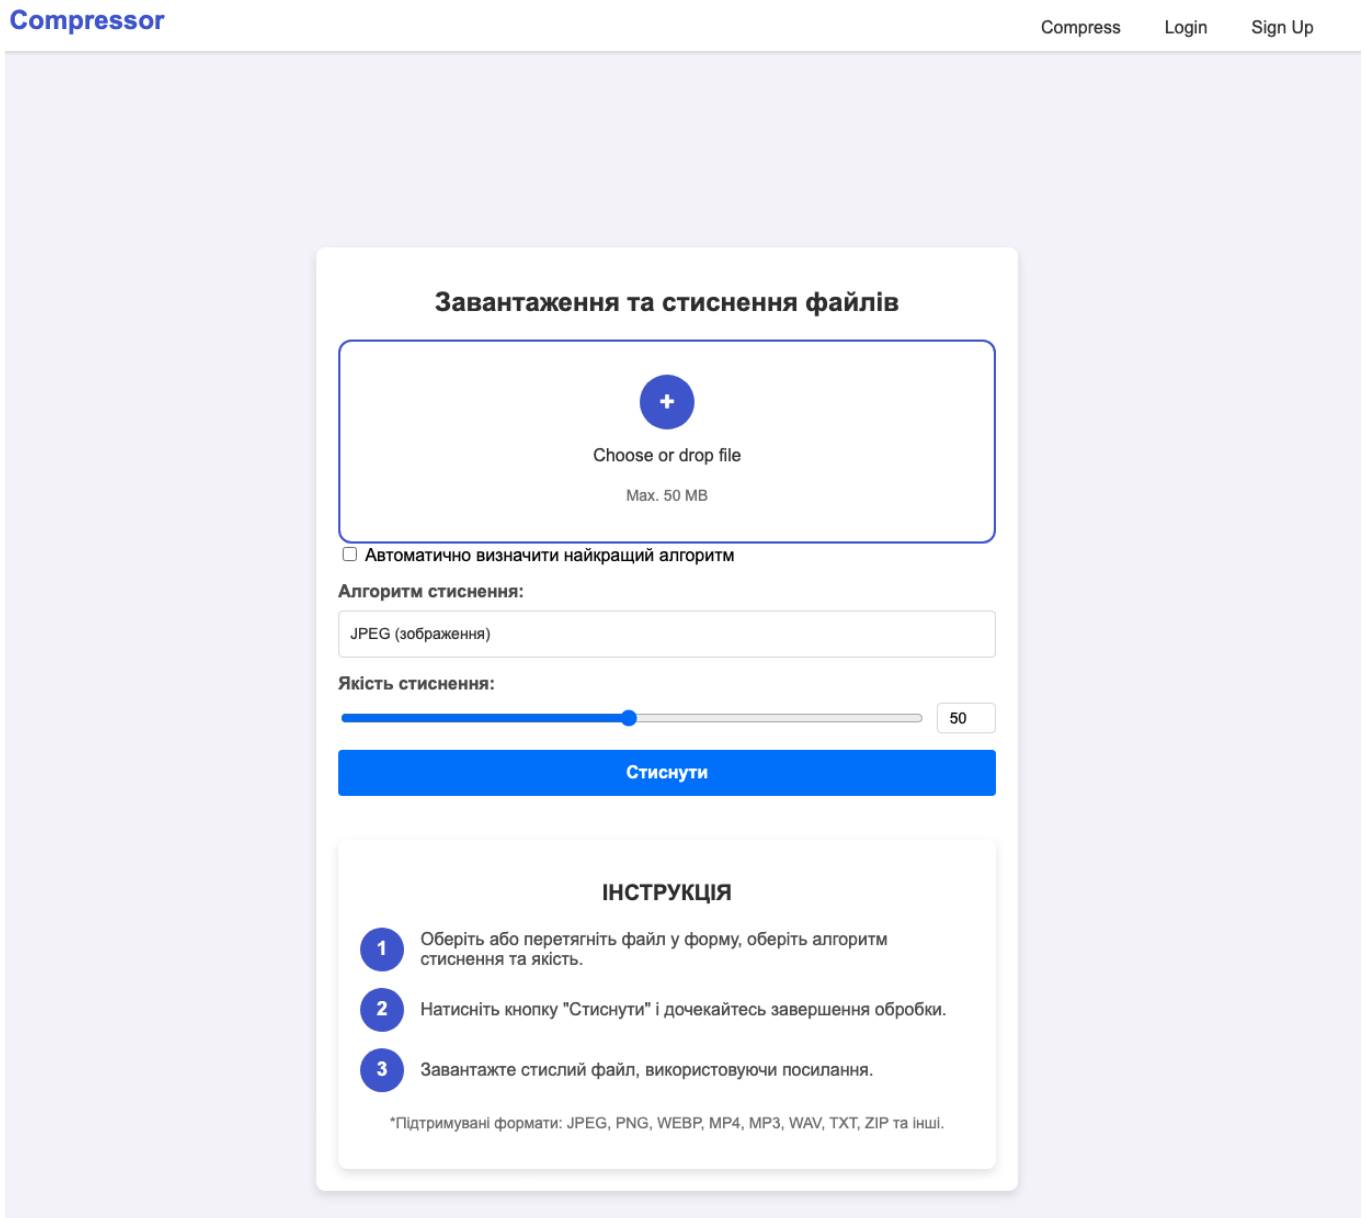 Compressor
Compress
Login
Sign Up
Завантаження та стиснення файлів
+
Choose or drop file
Max. 50 MB
Автоматично визначити найкращий алгоритм
Алгоритм стиснення:
JPEG (зображення)
Якість стиснення:
50
Стиснути
ІНСТРУКЦІЯ
1 Оберіть або перетягніть файл у форму, оберіть алгоритм
стиснення та якість.
2 Натисніть кнопку "Стиснути" і дочекайтесь завершення обробки.
3 Завантажте стислий файл, використовуючи посилання.
*Підтримувані формати: JPEG, PNG, WEBP, MP4, MP3, WAV, TXT, ZIP та інші.